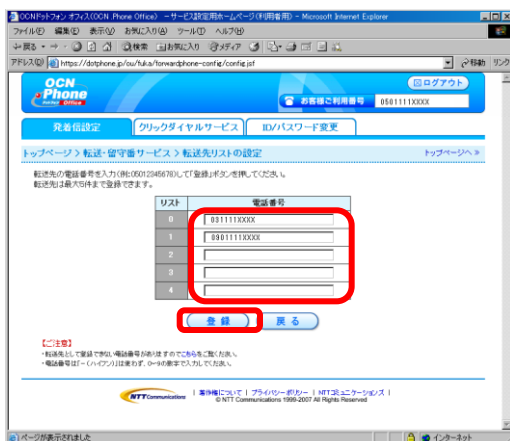 OCNドットフォン オフィス(OCN .Phone Office) －サービス設定用ホームページ(利用者用) - Microsoft Internet Explorer
ファイル(F) 編集(E) 表示(V) お気に入り(A) ツール(T) ヘルプ(H)
戻る 検索 お気に入り メディア
アドレス(D) https://dotphone.jp/ou/fuka/forwardphone-config/config.jsf 移動 リンク
OCN
.Phone
Office
ログアウト
お客様ご利用番号 0501111XXXX
発着信設定 クリックダイヤルサービス ID/パスワード変更
トップページ＞転送・留守番サービス＞転送先リストの設定 トップページへ »
転送先の電話番号を入力(例:05012345678)して「登録」ボタンを押してください。
転送先は最大5件まで登録できます。
リスト 電話番号
0 031111XXXX
1 0901111XXXX
2
3
4
登 録 戻 る
【ご注意】
・転送先として登録できない電話番号がありますのでこちらをご覧ください。
・電話番号は「－(ハイフン)」は使わず、0～9の数字で入力してください。
NTT Communications | 著作権について | プライバシーポリシー | NTTコミュニケーションズ |
© NTT Communications 1999-2007 All Rights Reserved
ページが表示されました インターネット